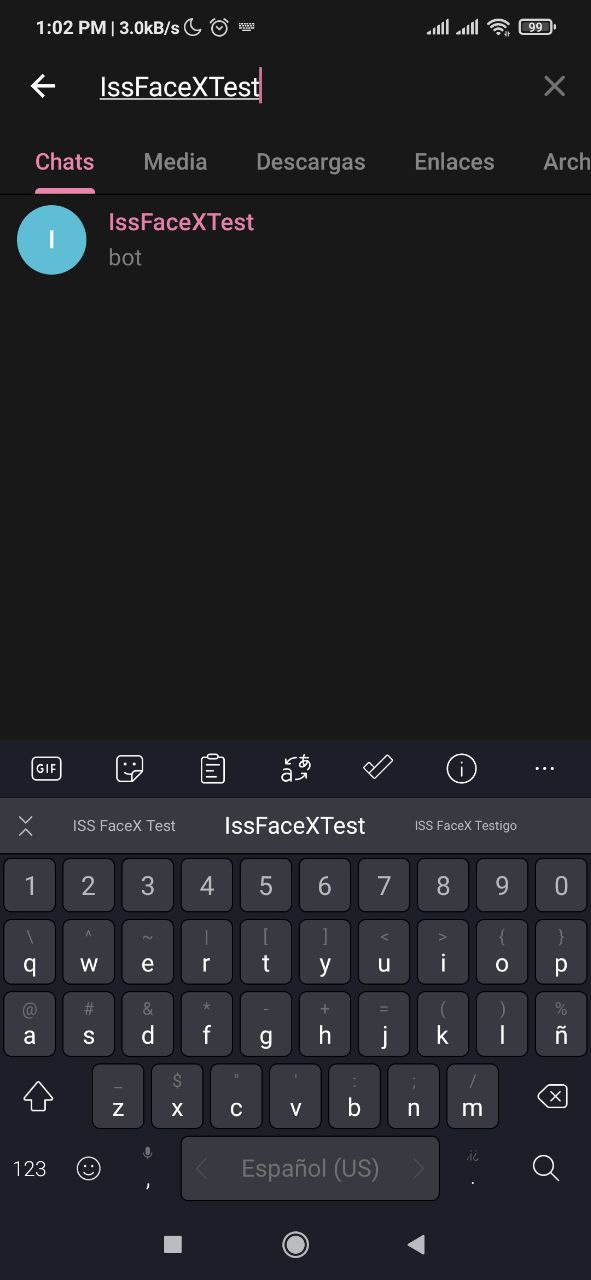 1:02 PM | 3.0kB/s 99
IssFaceXTest
Chats Media Descargas Enlaces Arch
I
IssFaceXTest
bot
GIF
ISS FaceX Test IssFaceXTest ISS FaceX Testigo
1 2 3 4 5 6 7 8 9 0
\ ^ ~ | [ ] < > { }
q w e r t y u i o p
@ # & * - + = ( ) %
a s d f g h j k l ñ
_ $ " ' : ; /
z x c v b n m
123 , Español (US) .